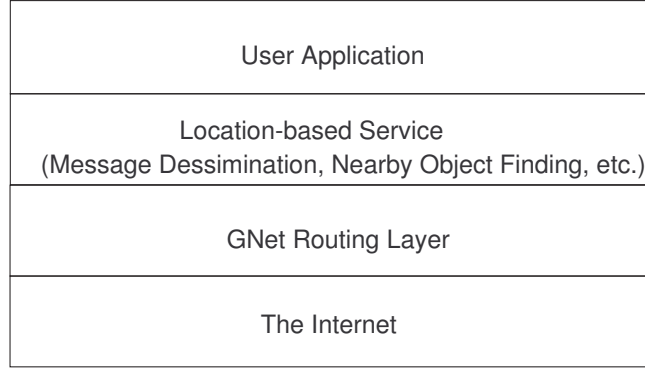 User Application
Location-based Service
(Message Dessimination, Nearby Object Finding, etc.)
GNet Routing Layer
The Internet